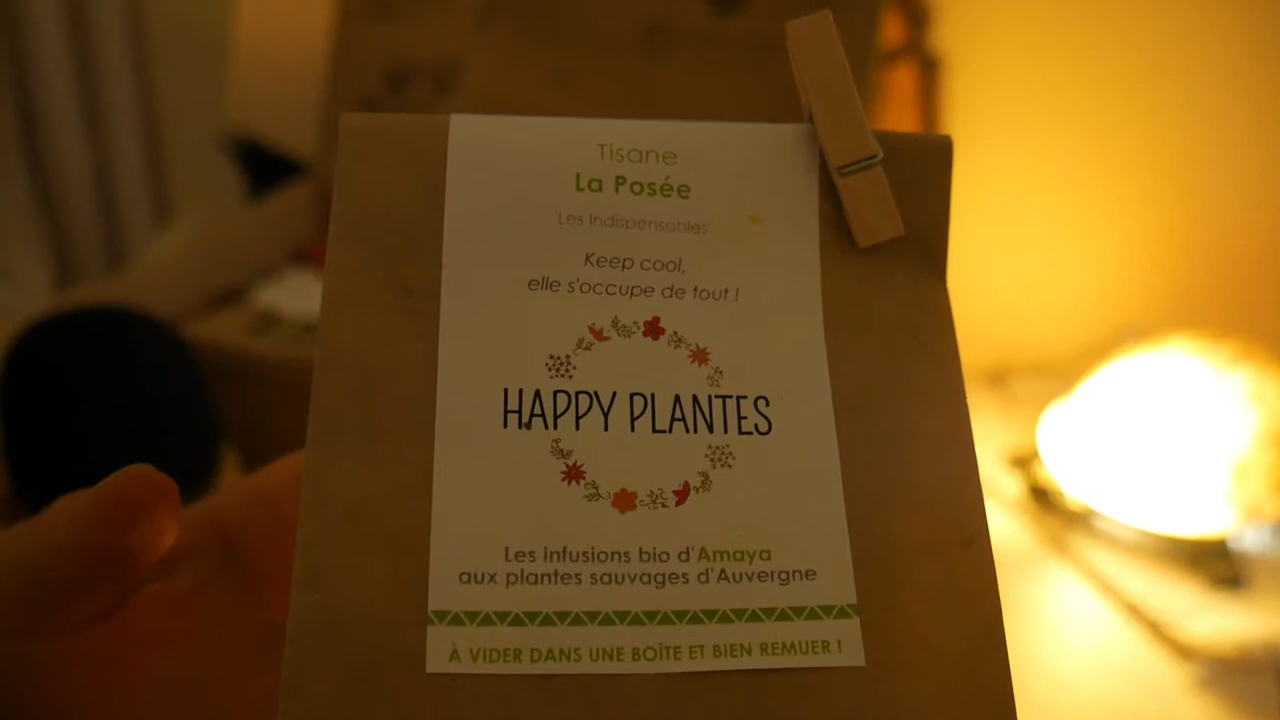 Tisane
La Posée
Les Indispensables
Keep cool,
elle s'occupe de tout !
HAPPY PLANTES
Les infusions bio d'Amaya
aux plantes sauvages d'Auvergne
À VIDER DANS UNE BOÎTE ET BIEN REMUER !